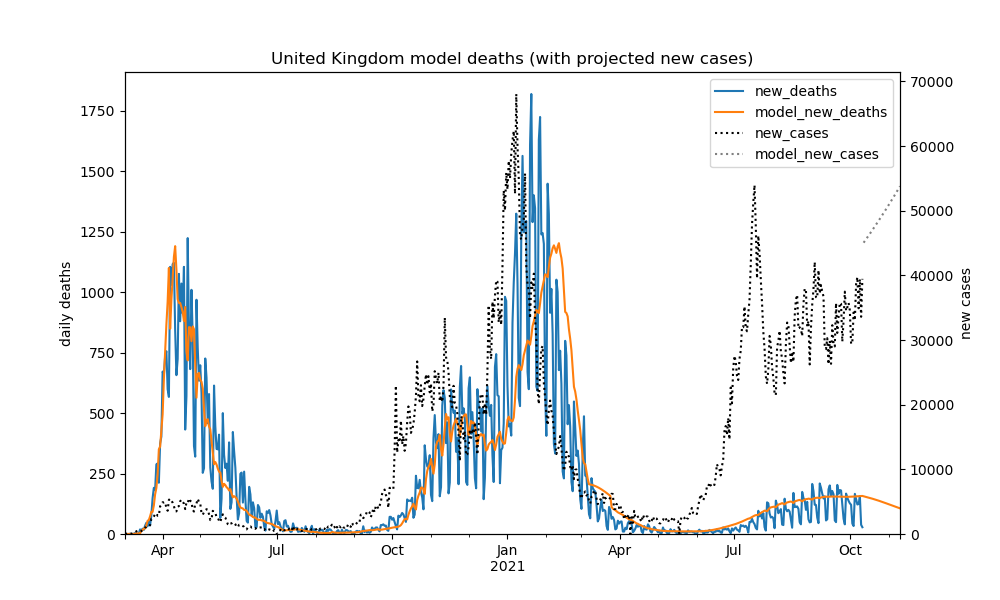 United Kingdom model deaths (with projected new cases)
new_deaths
model_new_deaths
new_cases
model_new_cases
daily deaths
1750
1500
1250
1000
750
500
250
0
70000
60000
50000
40000
30000
20000
10000
0
new cases
Apr Jul Oct Jan Apr Jul Oct
2021